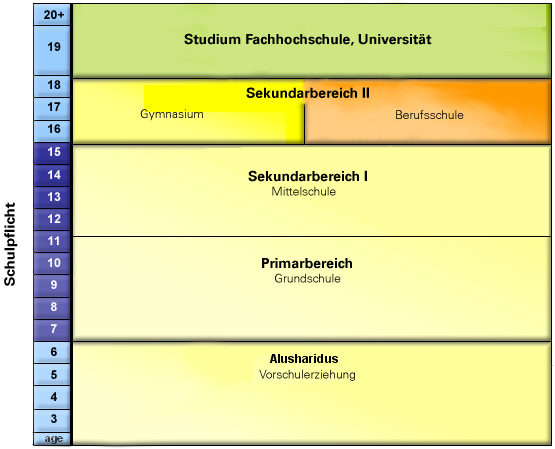 20+
Studium Fachhochschule, Universität
19
18
Sekundarbereich II
17
Gymnasium
Berufsschule
16
15
Sekundarbereich I
14
Mittelschule
13
12
11
Primarbereich
10
Grundschule
9
8
7
Schulpflicht
6
Alusharidus
5
Vorschulerziehung
4
3
age